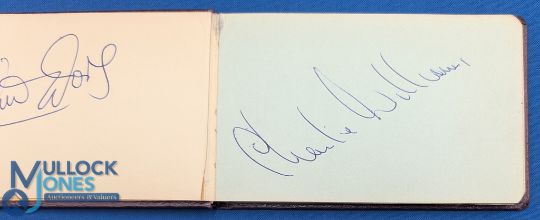 Charlie Williams
MULLOCK
JONES
Auctioneers & Valuers